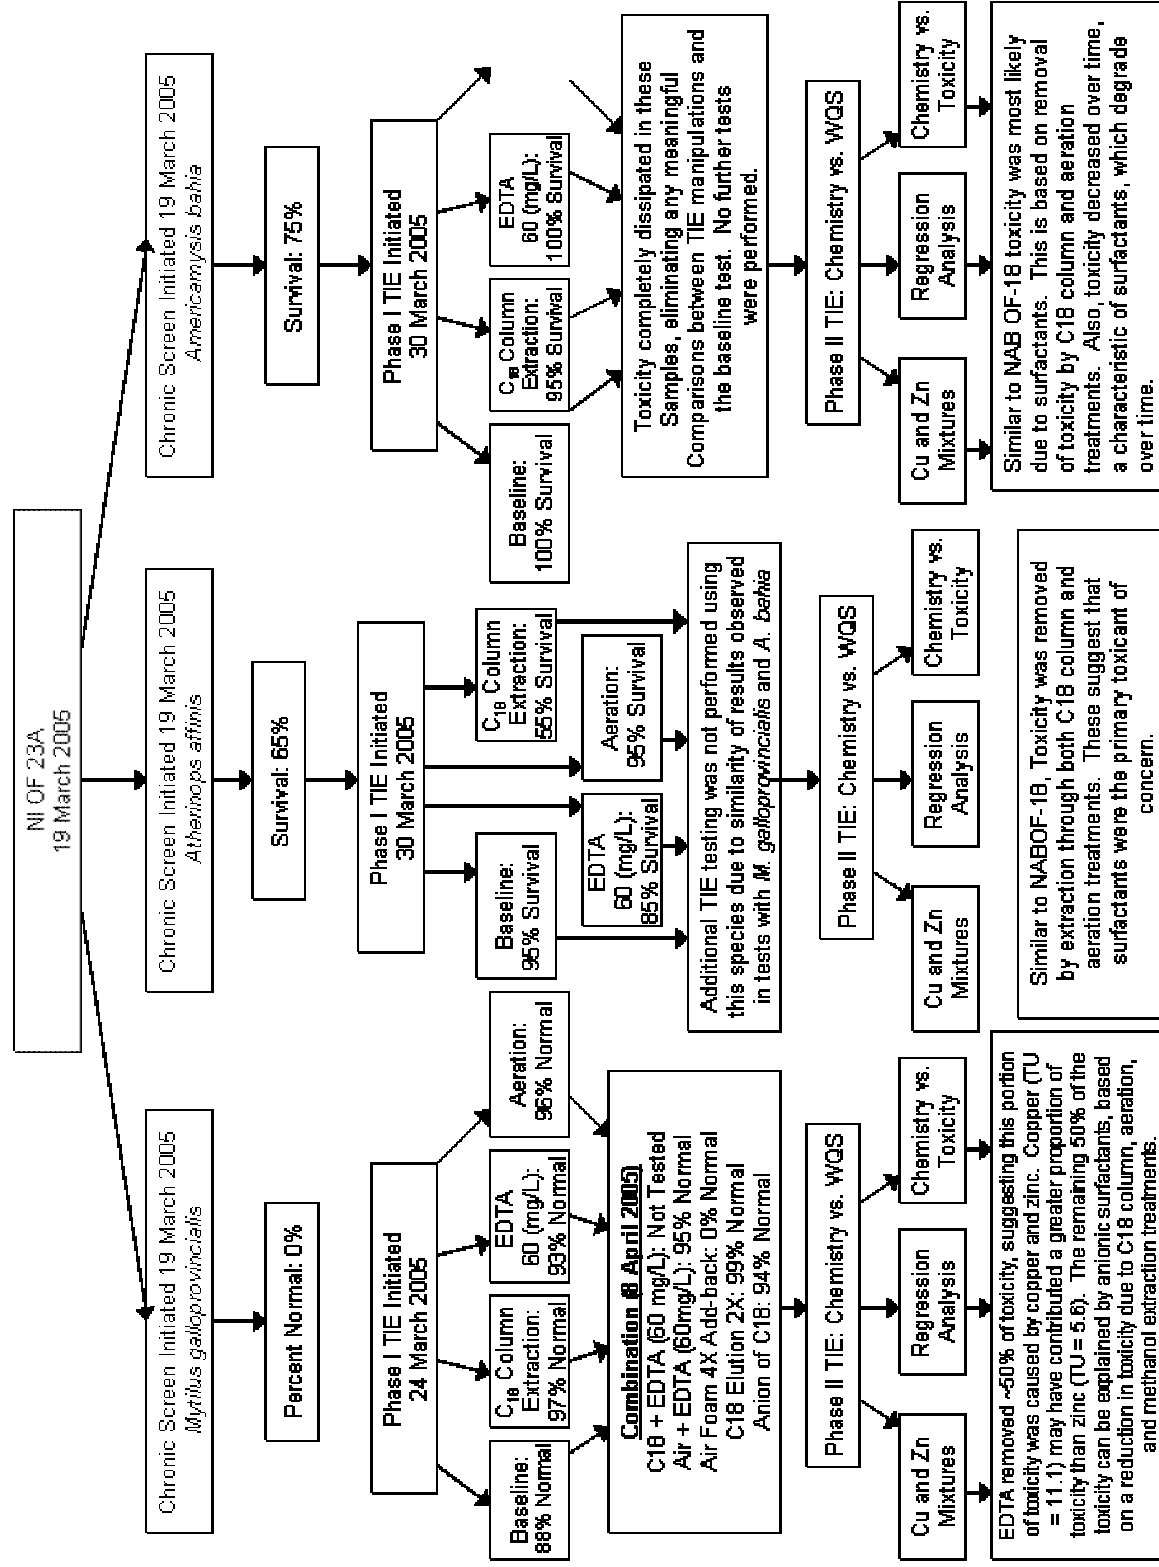 NI OF 23A
19 March 2005
Chronic Screen Initiated 19 March 2005
Mytilus galloprovincialis
Percent Normal: 0%
Phase I TIE Initiated
24 March 2005
Baseline:
88% Normal
C18 Column
Extraction:
97% Normal
EDTA
60 (mg/L):
93% Normal
Aeration:
96% Normal
Combination (8 April 2005)
C18 + EDTA (60 mg/L): Not Tested
Air + EDTA (60mg/L): 95% Normal
Air Foam 4X Add-back: 0% Normal
C18 Elution 2X: 99% Normal
Anion of C18: 94% Normal
Phase II TIE: Chemistry vs. WQS
Cu and Zn
Mixtures
Regression
Analysis
Chemistry vs.
Toxicity
EDTA removed ~50% of toxicity, suggesting this portion
of toxicity was caused by copper and zinc. Copper (TU
= 11.1) may have contributed a greater proportion of
toxicity than zinc (TU = 5.6). The remaining 50% of the
toxicity can be explained by anionic surfactants, based
on a reduction in toxicity due to C18 column, aeration,
and methanol extraction treatments.
Chronic Screen Initiated 19 March 2005
Atherinops affinis
Survival: 65%
Phase I TIE Initiated
30 March 2005
Baseline:
95% Survival
EDTA
60 (mg/L):
85% Survival
Aeration:
95% Survival
C18 Column
Extraction:
55% Survival
Additional TIE testing was not performed using
this species due to similarity of results observed
in tests with M. galloprovincialis and A. bahia
Phase II TIE: Chemistry vs. WQS
Cu and Zn
Mixtures
Regression
Analysis
Chemistry vs.
Toxicity
Similar to NABOF-1B, Toxicity was removed
by extraction through both C18 column and
aeration treatments. These suggest that
surfactants were the primary toxicant of
concern.
Chronic Screen Initiated 19 March 2005
Americamysis bahia
Survival: 75%
Phase I TIE Initiated
30 March 2005
Baseline:
100% Survival
C18 Column
Extraction:
95% Survival
EDTA
60 (mg/L):
100% Survival
Toxicity completely dissipated in these
Samples, eliminating any meaningful
Comparisons between TIE manipulations and
the baseline test. No further tests
were performed.
Phase II TIE: Chemistry vs. WQS
Cu and Zn
Mixtures
Regression
Analysis
Chemistry vs.
Toxicity
Similar to NAB OF-1B toxicity was most likely
due to surfactants. This is based on removal
of toxicity by C18 column and aeration
treatments. Also, toxicity decreased over time,
a characteristic of surfactants, which degrade
over time.